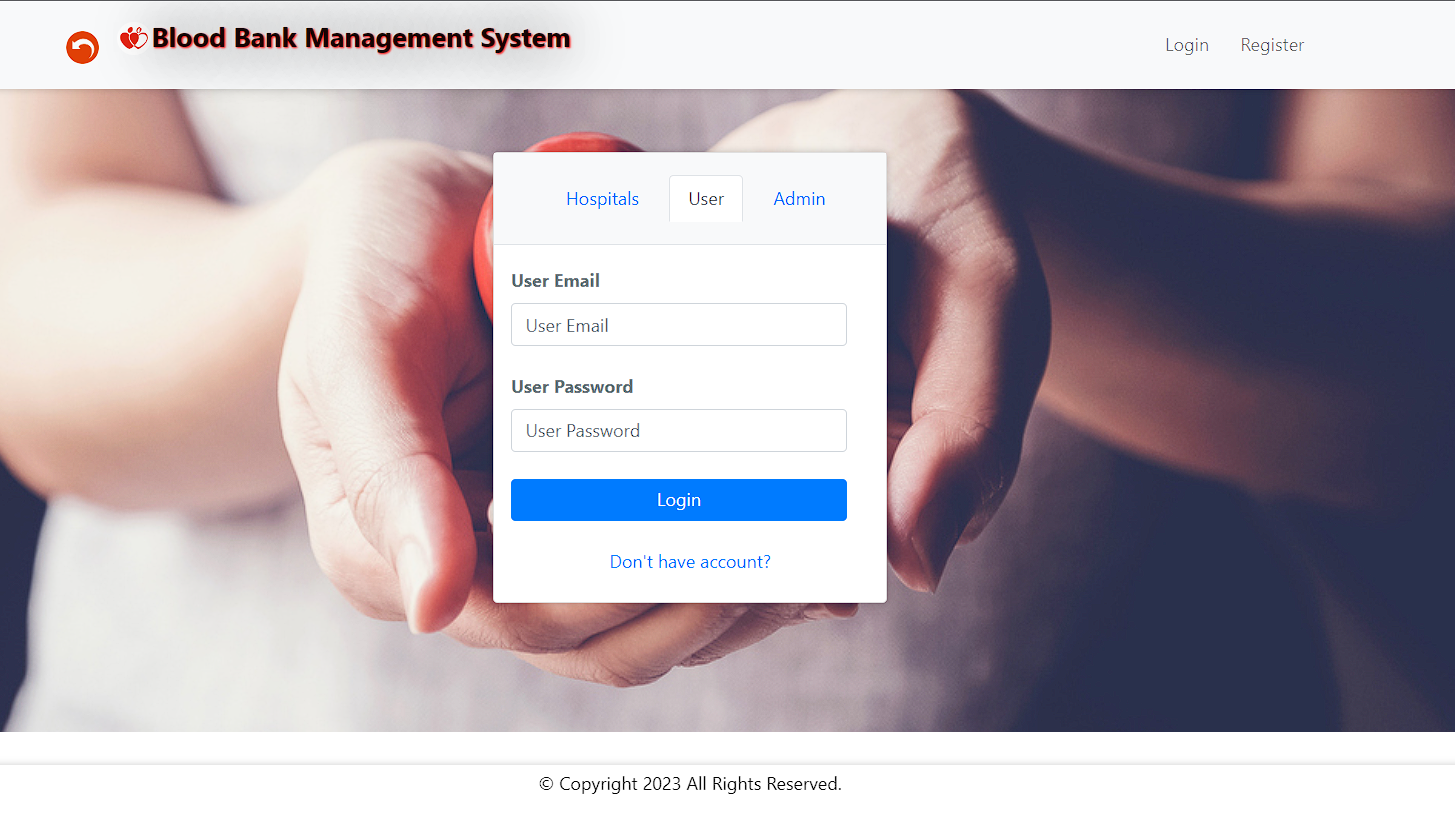 Blood Bank Management System
Login Register
Hospitals User Admin
User Email
User Email
User Password
User Password
Login
Don't have account?
© Copyright 2023 All Rights Reserved.